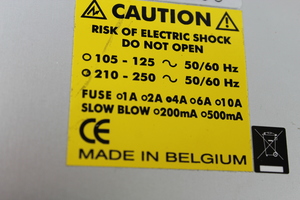 CAUTION
RISK OF ELECTRIC SHOCK
DO NOT OPEN
○ 105 - 125 ~ 50/60 Hz
● 210 - 250 ~ 50/60 Hz
FUSE ○1A ○2A ●4A ○6A ○10A
SLOW BLOW ○200mA ○500mA
CE
MADE IN BELGIUM